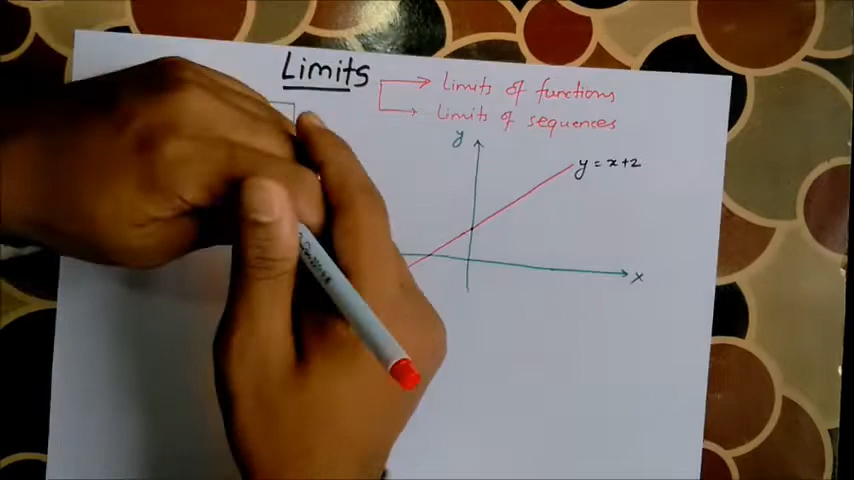 Limits
Limits of functions
Limits of sequences
y
y = x+2
x